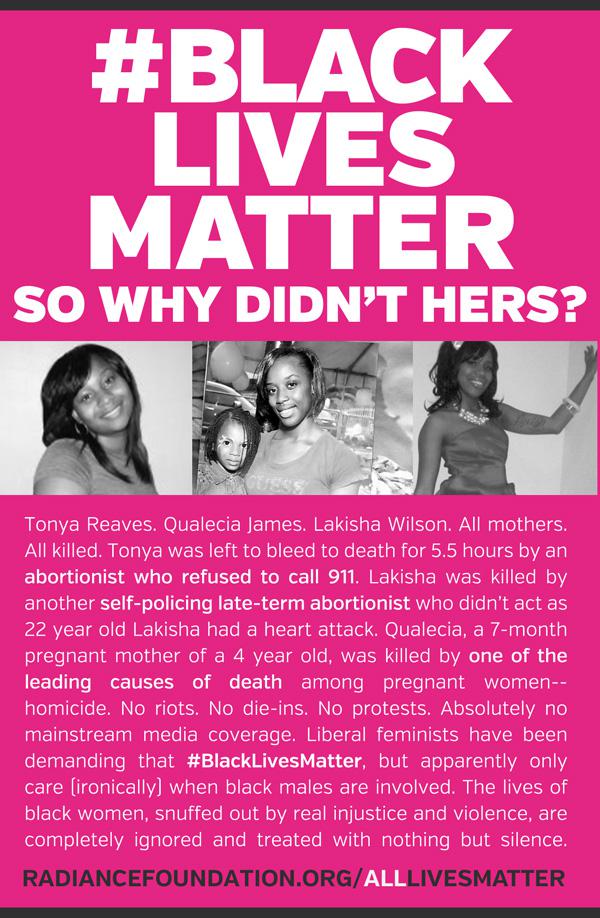 #BLACK
LIVES
MATTER
SO WHY DIDN'T HERS?
Tonya Reaves. Qualecia James. Lakisha Wilson. All mothers.
All killed. Tonya was left to bleed to death for 5.5 hours by an
abortionist who refused to call 911. Lakisha was killed by
another self-policing late-term abortionist who didn't act as
22 year old Lakisha had a heart attack. Qualecia, a 7-month
pregnant mother of a 4 year old, was killed by one of the
leading causes of death among pregnant women--
homicide. No riots. No die-ins. No protests. Absolutely no
mainstream media coverage. Liberal feminists have been
demanding that #BlackLivesMatter, but apparently only
care (ironically) when black males are involved. The lives of
black women, snuffed out by real injustice and violence, are
completely ignored and treated with nothing but silence.
RADIANCEFOUNDATION.ORG/ALLLIVESMATTER